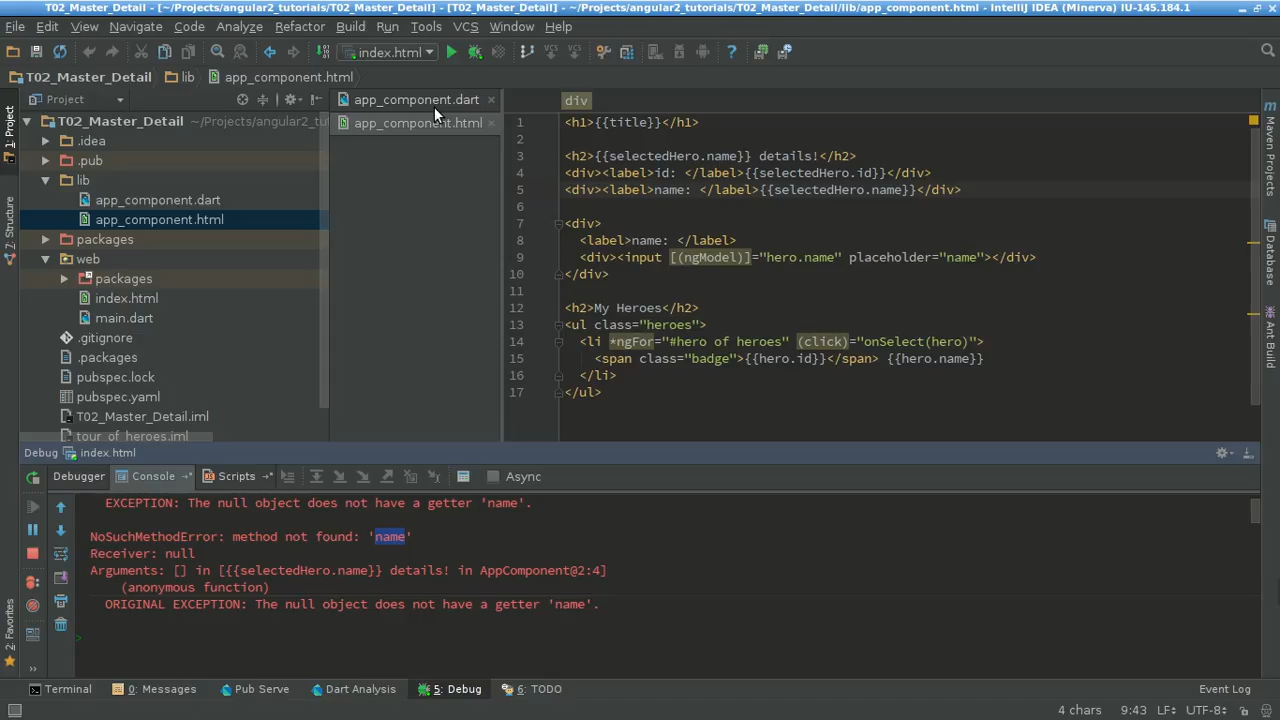 T02_Master_Detail - [~/Projects/angular2_tutorials/T02_Master_Detail] - [T02_Master_Detail] - ~/Projects/angular2_tutorials/T02_Master_Detail/lib/app_component.html - IntelliJ IDEA (Minerva) IU-145.184.1
File Edit View Navigate Code Analyze Refactor Build Run Tools VCS Window Help
index.html
T02_Master_Detail lib app_component.html
Project
T02_Master_Detail ~/Projects/angular2_tu
.idea
.pub
lib
app_component.dart
app_component.html
packages
web
packages
index.html
main.dart
.gitignore
.packages
pubspec.lock
pubspec.yaml
T02_Master_Detail.iml
tour_of_heroes.iml
1: Project
7: Structure
2: Favorites
app_component.dart
app_component.html
div
1 <h1>{{title}}</h1>
2
3 <h2>{{selectedHero.name}} details!</h2>
4 <div><label>id: </label>{{selectedHero.id}}</div>
5 <div><label>name: </label>{{selectedHero.name}}</div>
6
7 <div>
8 <label>name: </label>
9 <div><input [(ngModel)]="hero.name" placeholder="name"></div>
10 </div>
11
12 <h2>My Heroes</h2>
13 <ul class="heroes">
14 <li *ngFor="#hero of heroes" (click)="onSelect(hero)">
15 <span class="badge">{{hero.id}}</span> {{hero.name}}
16 </li>
17 </ul>
Maven Projects
Database
Ant Build
Debug index.html
Debugger Console Scripts Async
EXCEPTION: The null object does not have a getter 'name'.
NoSuchMethodError: method not found: 'name'
Receiver: null
Arguments: [] in [{{selectedHero.name}} details! in AppComponent@2:4]
(anonymous function)
ORIGINAL EXCEPTION: The null object does not have a getter 'name'.
>
Terminal 0: Messages Pub Serve Dart Analysis 5: Debug 6: TODO Event Log
4 chars 9:43 LF UTF-8